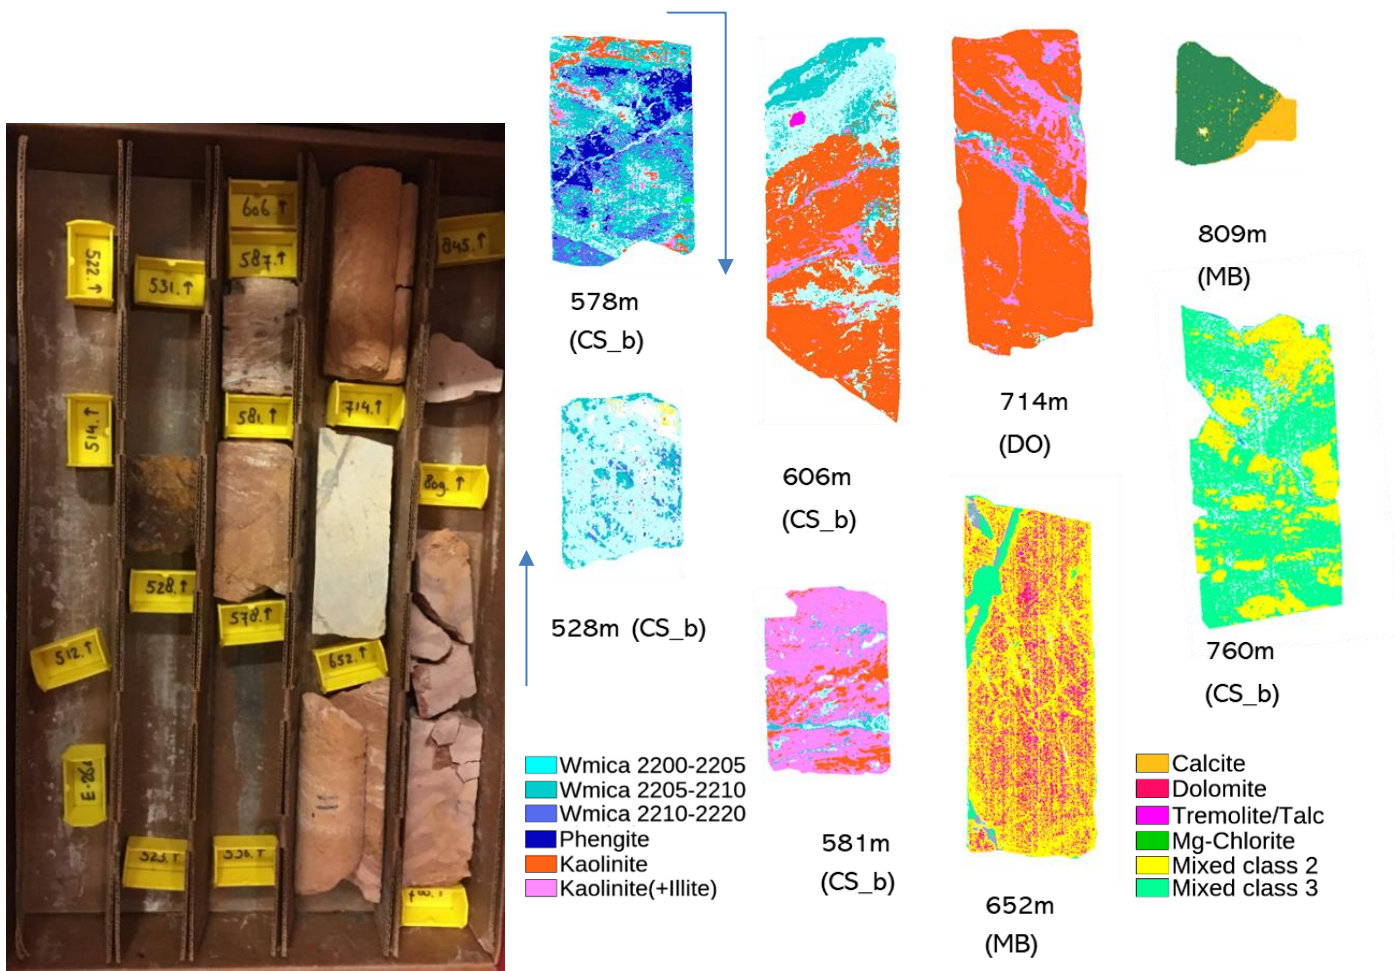 606.↑
587.↑
845.↑
522.↑
531.↑
581.↑
714.↑
514.↑
809.↑
528.↑
578.↑
512.↑
652.↑
523.↑
578m
(CS_b)
528m (CS_b)
606m
(CS_b)
581m
(CS_b)
714m
(DO)
652m
(MB)
809m
(MB)
760m
(CS_b)
Wmica 2200-2205
Wmica 2205-2210
Wmica 2210-2220
Phengite
Kaolinite
Kaolinite(+Illite)
Calcite
Dolomite
Tremolite/Talc
Mg-Chlorite
Mixed class 2
Mixed class 3